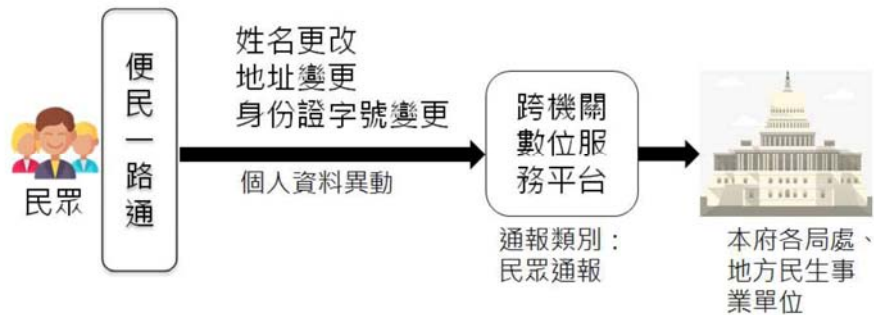 民眾
便民一路通
姓名更改
地址變更
身份證字號變更
個人資料異動
跨機關
數位服
務平台
通報類別：
民眾通報
本府各局處、
地方民生事
業單位